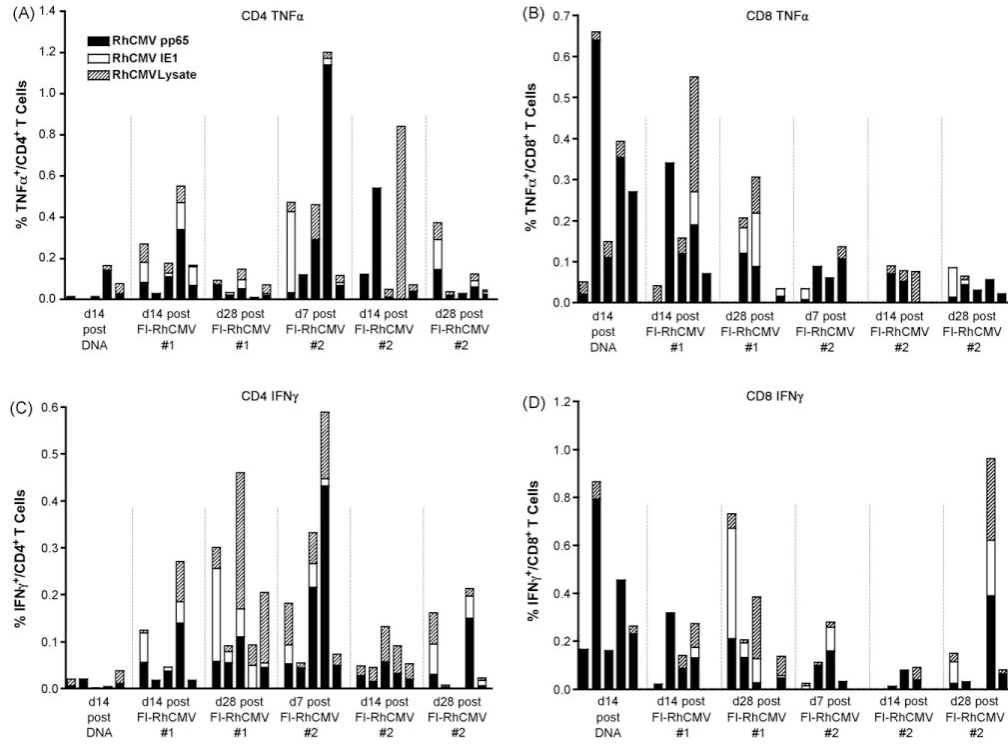 (A)
CD4 TNFα
% TNFα⁺/CD4⁺ T Cells
1.4
1.2
1.0
0.8
0.6
0.4
0.2
0.0
RhCMV pp65
RhCMV IE1
RhCMVLysate
d14 post DNA
d14 post FI-RhCMV #1
d28 post FI-RhCMV #1
d7 post FI-RhCMV #2
d14 post FI-RhCMV #2
d28 post FI-RhCMV #2
(B)
CD8 TNFα
% TNFα⁺/CD8⁺ T Cells
0.7
0.6
0.5
0.4
0.3
0.2
0.1
0.0
d14 post DNA
d14 post FI-RhCMV #1
d28 post FI-RhCMV #1
d7 post FI-RhCMV #2
d14 post FI-RhCMV #2
d28 post FI-RhCMV #2
(C)
CD4 IFNγ
% IFNγ⁺/CD4⁺ T Cells
0.6
0.5
0.4
0.3
0.2
0.1
0.0
d14 post DNA
d14 post FI-RhCMV #1
d28 post FI-RhCMV #1
d7 post FI-RhCMV #2
d14 post FI-RhCMV #2
d28 post FI-RhCMV #2
(D)
CD8 IFNγ
% IFNγ⁺/CD8⁺ T Cells
1.2
1.0
0.8
0.6
0.4
0.2
0.0
d14 post DNA
d14 post FI-RhCMV #1
d28 post FI-RhCMV #1
d7 post FI-RhCMV #2
d14 post FI-RhCMV #2
d28 post FI-RhCMV #2